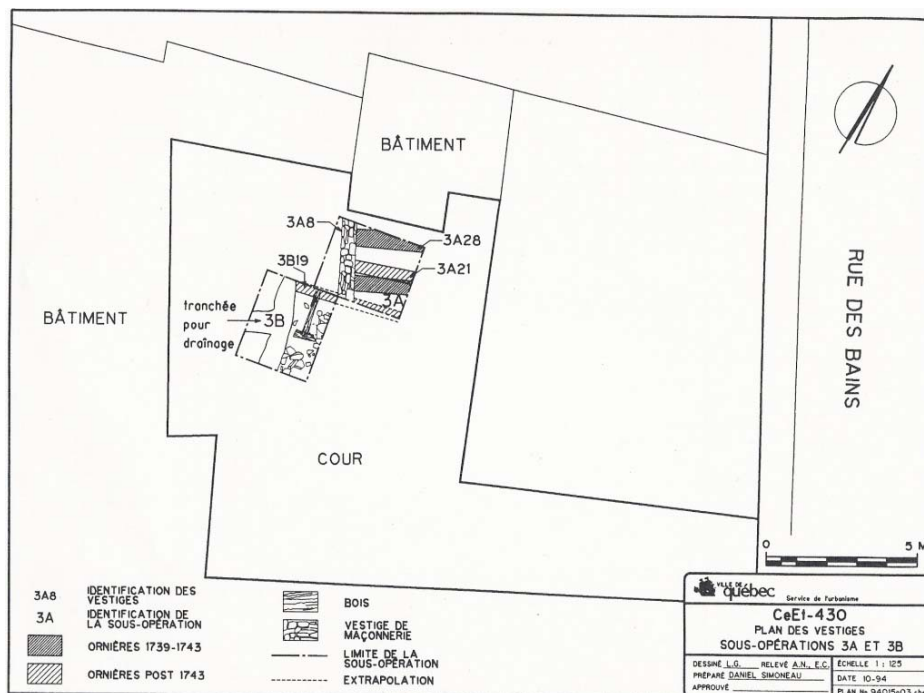 BÂTIMENT
3A8
3A28
3B19
3A21
3A
tranchée
pour
draînage
3B
BÂTIMENT
COUR
RUE DES BAINS
0 5 M
3A8 IDENTIFICATION DES
VESTIGES
3A IDENTIFICATION DE
LA SOUS-OPÉRATION
ORNIÈRES 1739-1743
ORNIÈRES POST 1743
BOIS
VESTIGE DE
MAÇONNERIE
LIMITE DE LA
SOUS-OPÉRATION
EXTRAPOLATION
VILLE DE
québec
Service de l'urbanisme
CeEt-430
PLAN DES VESTIGES
SOUS-OPÉRATIONS 3A ET 3B
DESSINÉ L.G. RELEVÉ A.N., E.C. ÉCHELLE 1 : 125
PRÉPARÉ DANIEL SIMONEAU DATE 10-94
APPROUVÉ PLAN No